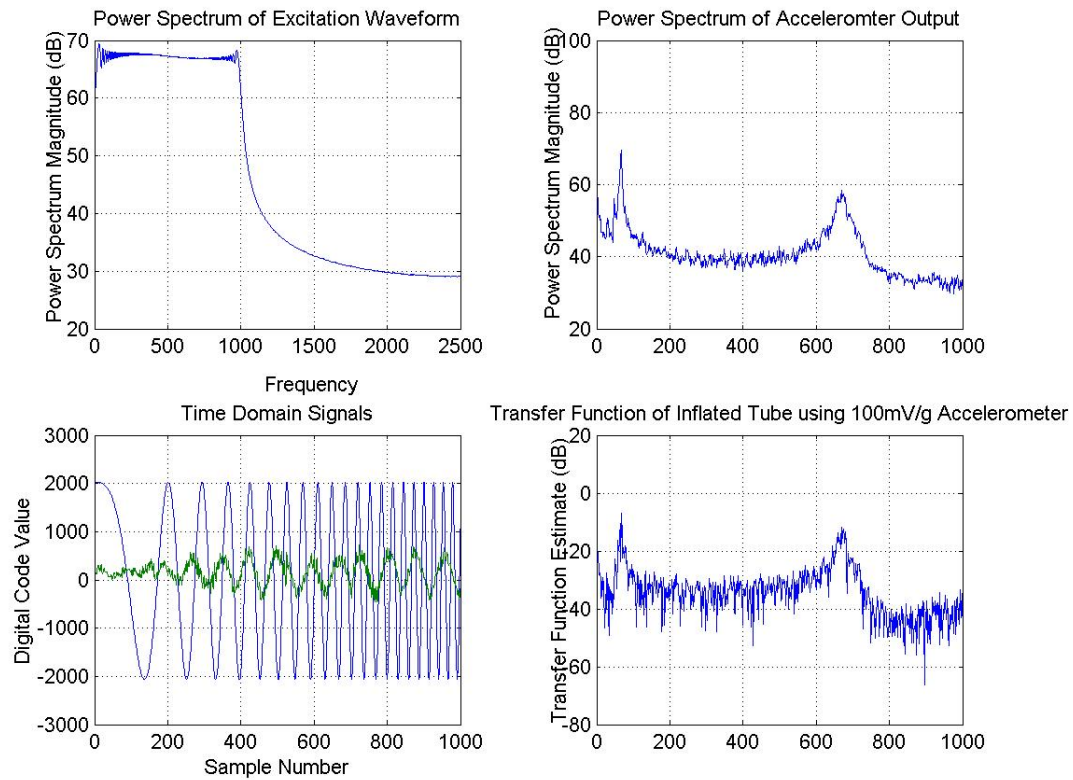 Power Spectrum of Excitation Waveform
Power Spectrum Magnitude (dB)
70
60
50
40
30
20
0 500 1000 1500 2000 2500
Frequency
Power Spectrum of Acceleromter Output
Power Spectrum Magnitude (dB)
100
80
60
40
20
0 200 400 600 800 1000
Time Domain Signals
Digital Code Value
3000
2000
1000
0
-1000
-2000
-3000
0 200 400 600 800 1000
Sample Number
Transfer Function of Inflated Tube using 100mV/g Accelerometer
Transfer Function Estimate (dB)
20
0
-20
-40
-60
-80
0 200 400 600 800 1000